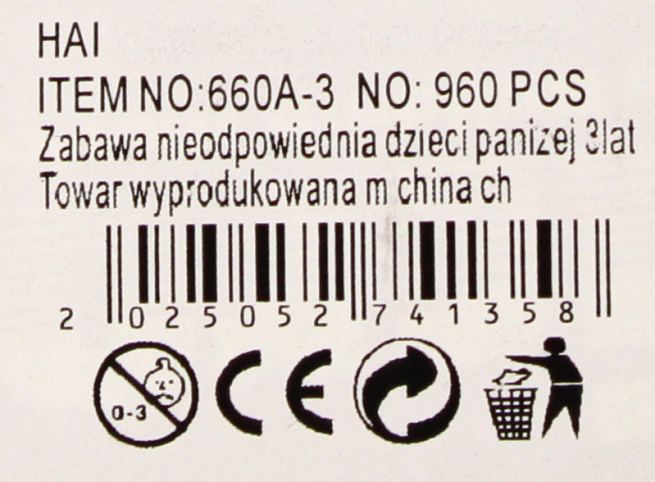 HAI
ITEM NO:660A-3 NO: 960 PCS
Zabawa nieodpowiednia dzieci panizej 3lat
Towar wyprodukowana m china ch
2 025052 741358
0-3 CE